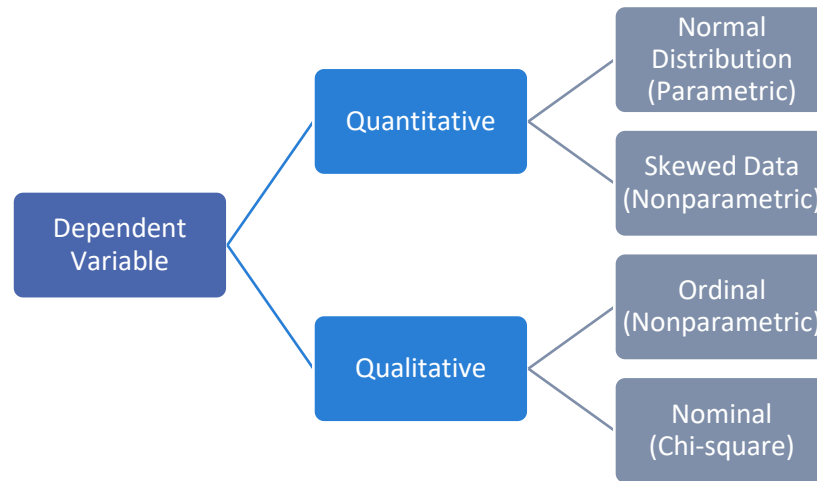 Dependent
Variable
Quantitative
Normal
Distribution
(Parametric)
Skewed Data
(Nonparametric)
Qualitative
Ordinal
(Nonparametric)
Nominal
(Chi-square)